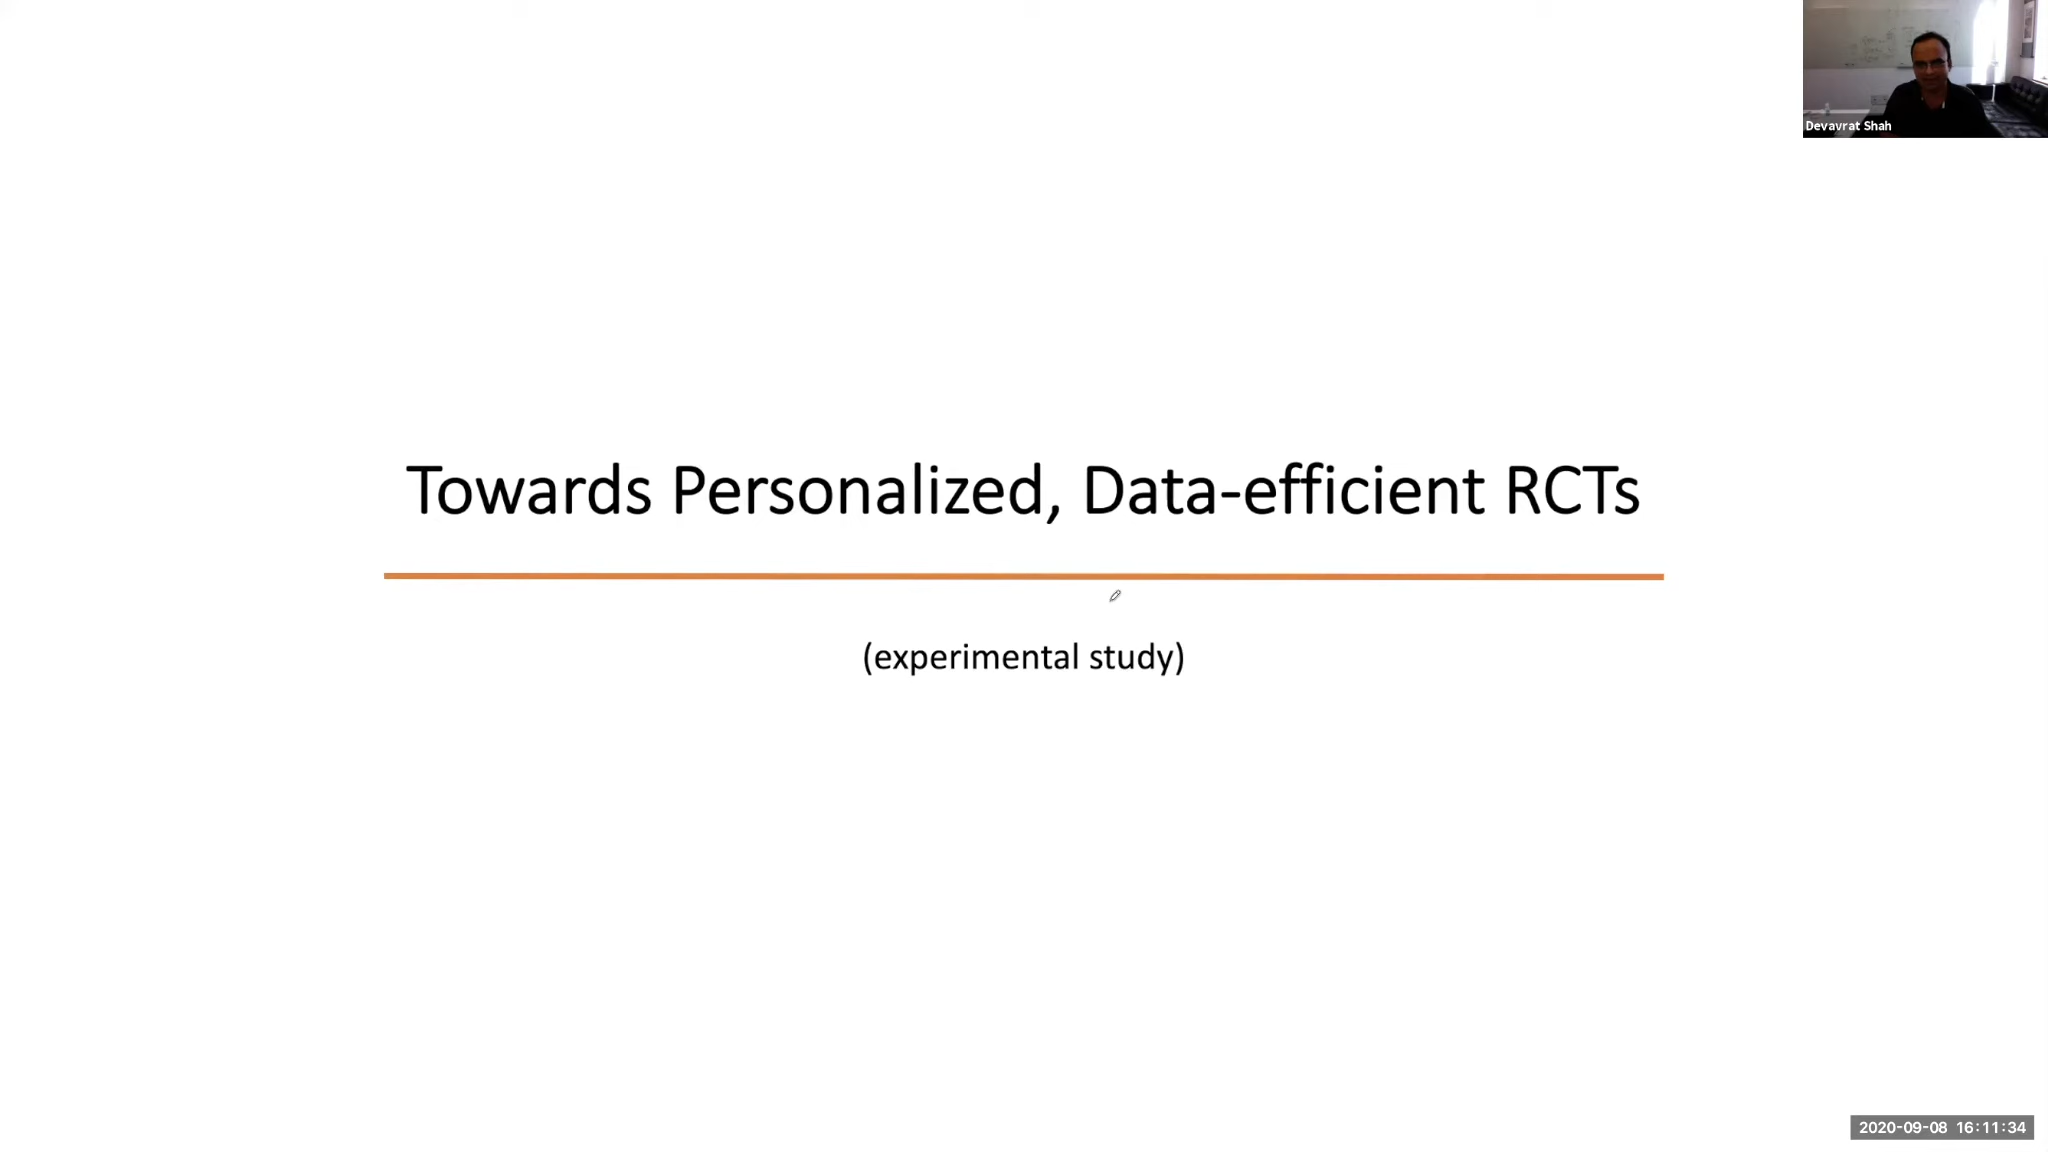 Devavrat Shah
Towards Personalized, Data-efficient RCTs
(experimental study)
2020-09-08 16:11:34